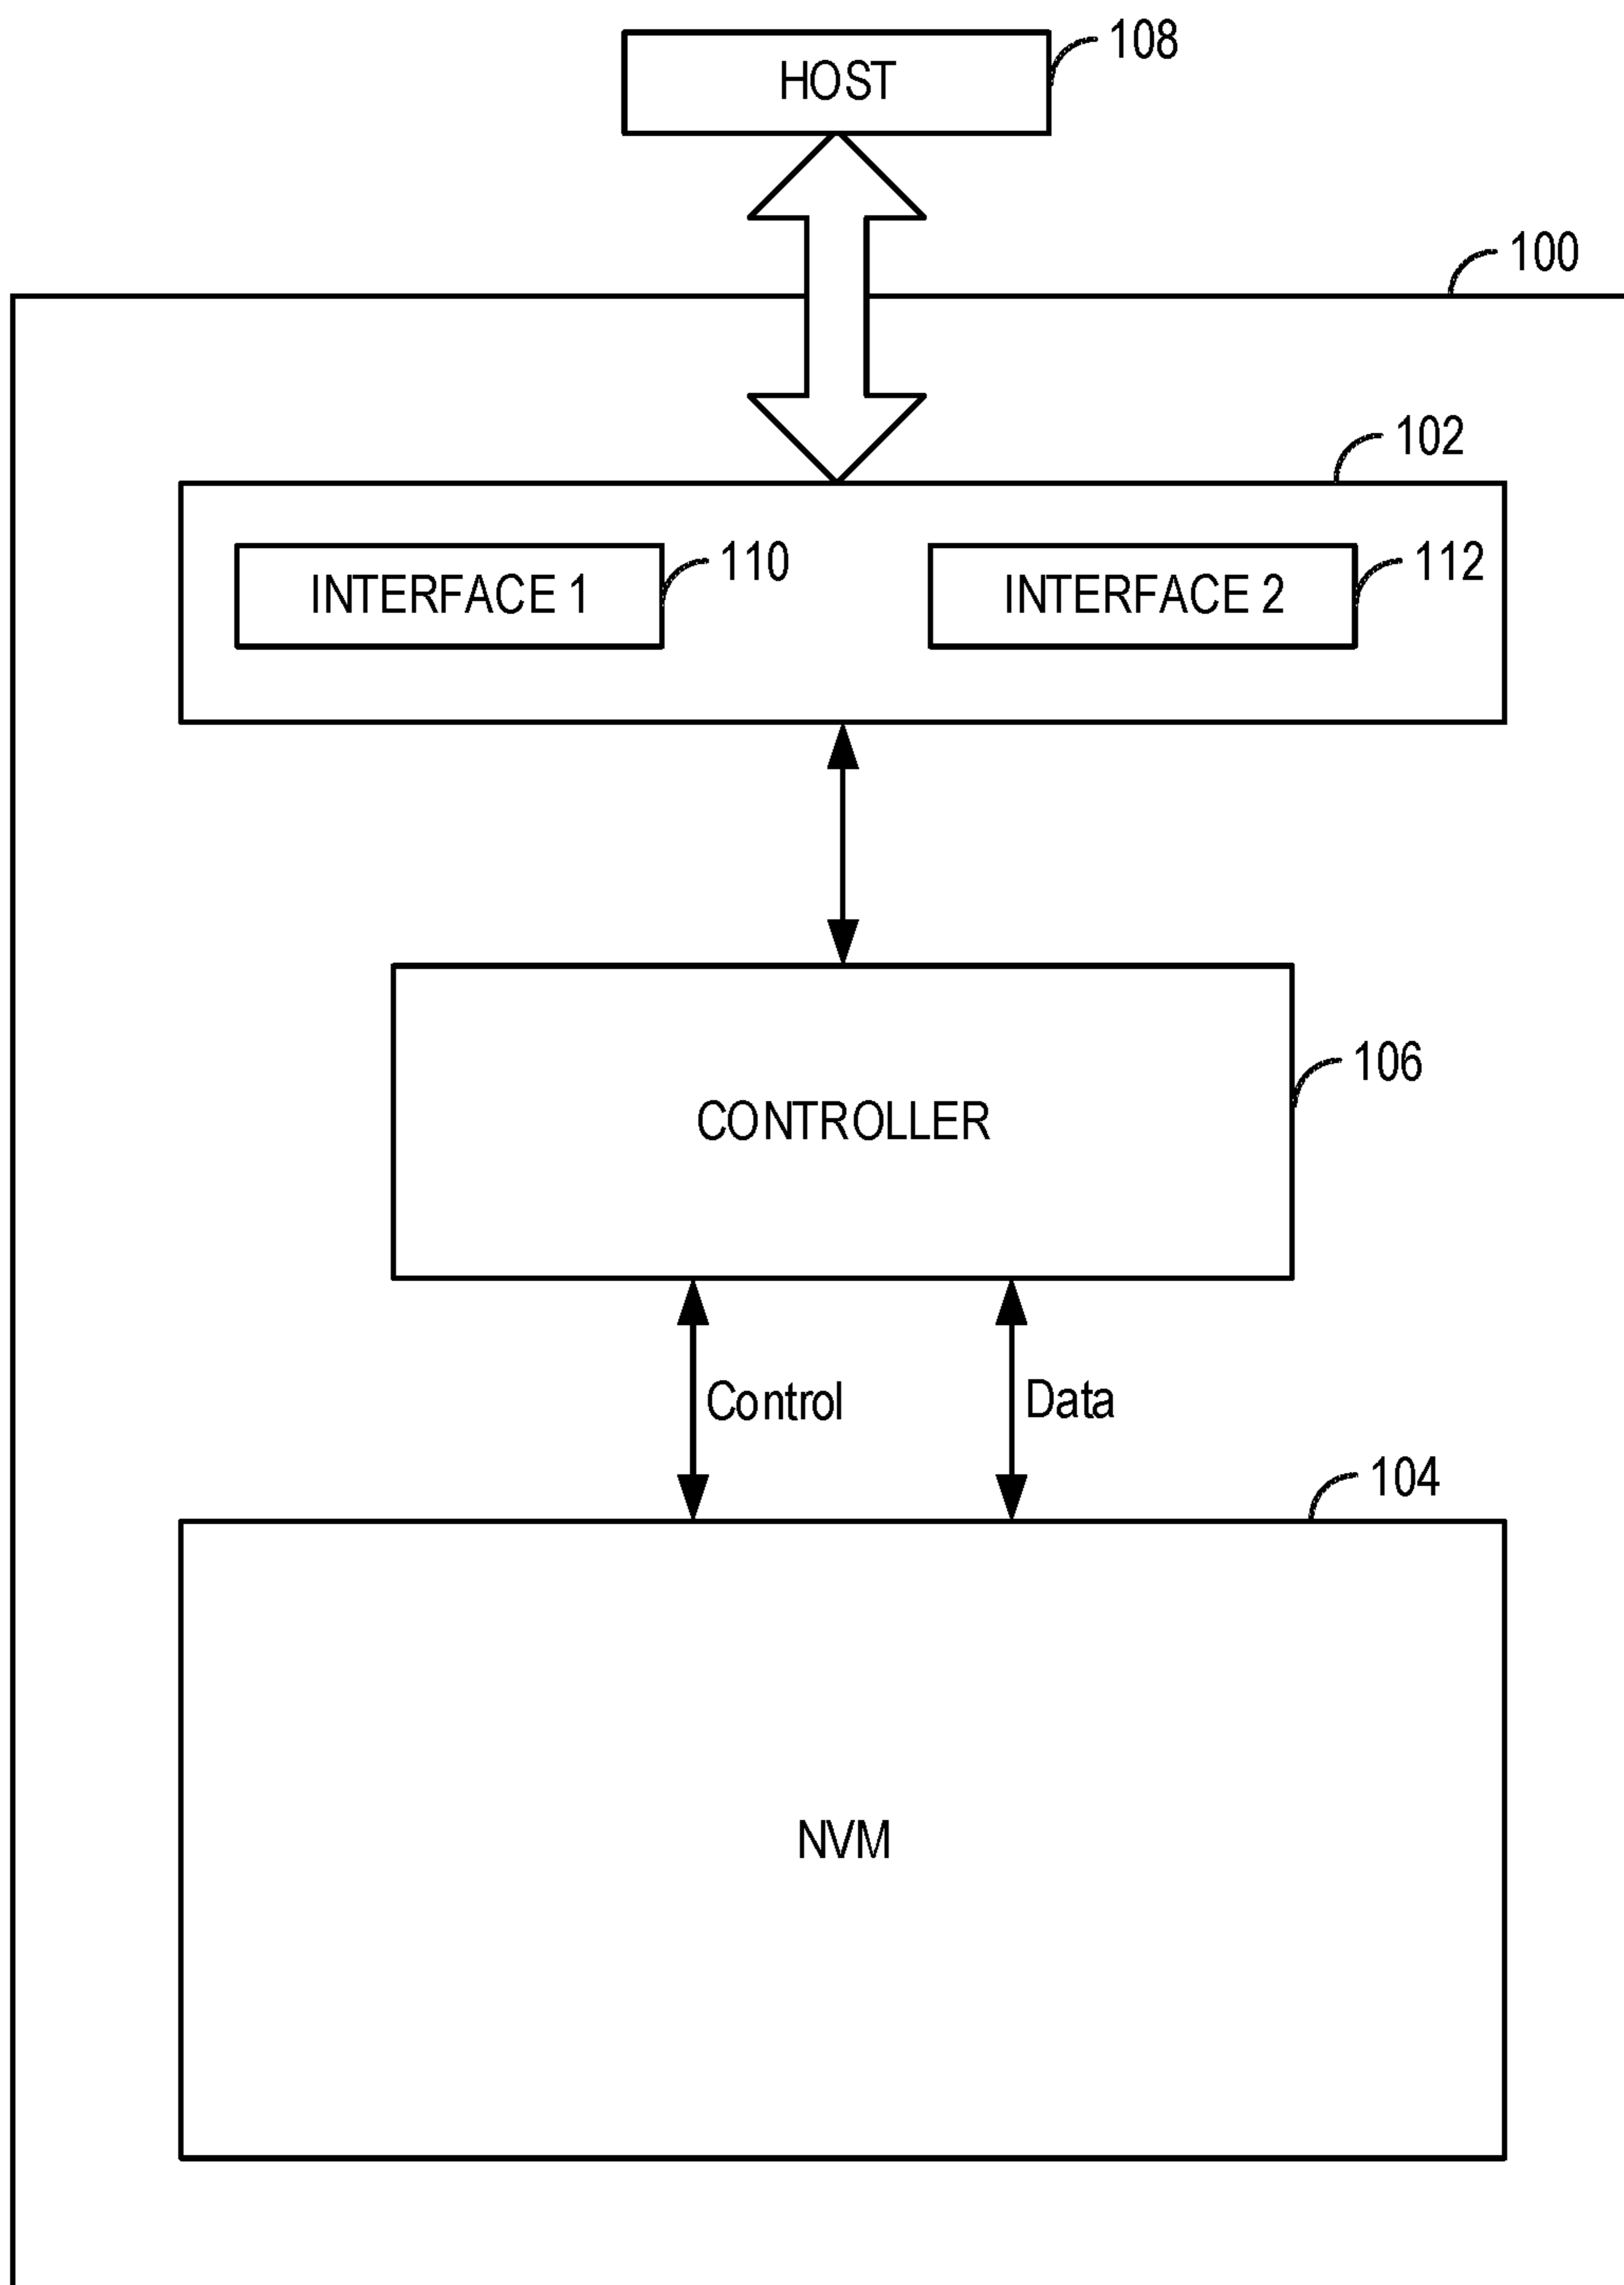 108
HOST
100
102
INTERFACE 1
110
INTERFACE 2
112
106
CONTROLLER
Control
Data
104
NVM